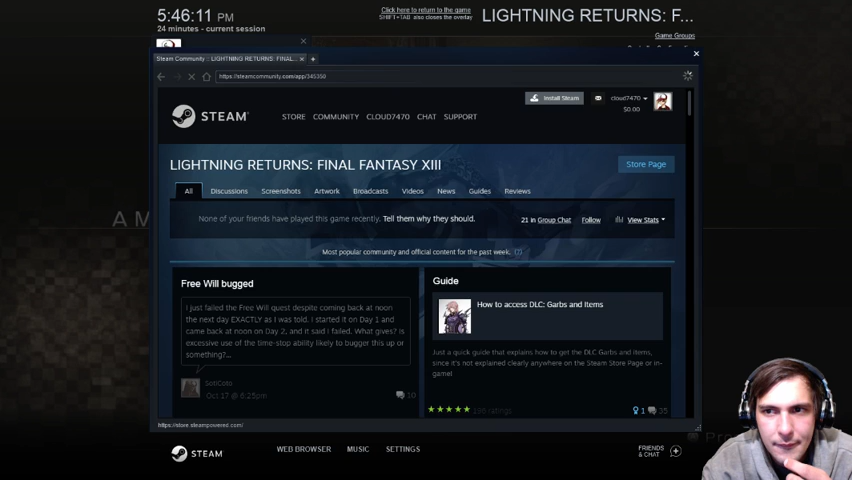 5:46:11 PM
24 minutes - current session
Click here to return to the game
SHIFT+TAB also closes the overlay
LIGHTNING RETURNS: F...
Game Groups
Steam Community :: LIGHTNING RETURNS: FINAL...
https://steamcommunity.com/app/345350
Install Steam
cloud7470
$0.00
STEAM
STORE COMMUNITY CLOUD7470 CHAT SUPPORT
LIGHTNING RETURNS: FINAL FANTASY XIII
Store Page
All Discussions Screenshots Artwork Broadcasts Videos News Guides Reviews
None of your friends have played this game recently. Tell them why they should.
21 in Group Chat Follow View Stats
Most popular community and official content for the past week. (?)
Free Will bugged
I just failed the Free Will quest despite coming back at noon
the next day EXACTLY as I was told. I started it on Day 1 and
came back at noon on Day 2, and it said I failed. What gives? Is
excessive use of the time-stop ability likely to bugger this up or
something?...
Oct 17 @ 6:25pm
10
Guide
How to access DLC: Garbs and Items
Just a quick guide that explains how to get the DLC Garbs and items,
since it's not explained clearly anywhere on the Steam Store Page or in-
game!
ratings
1 35
https://store.steampowered.com/
A M
STEAM
WEB BROWSER MUSIC SETTINGS
FRIENDS
& CHAT